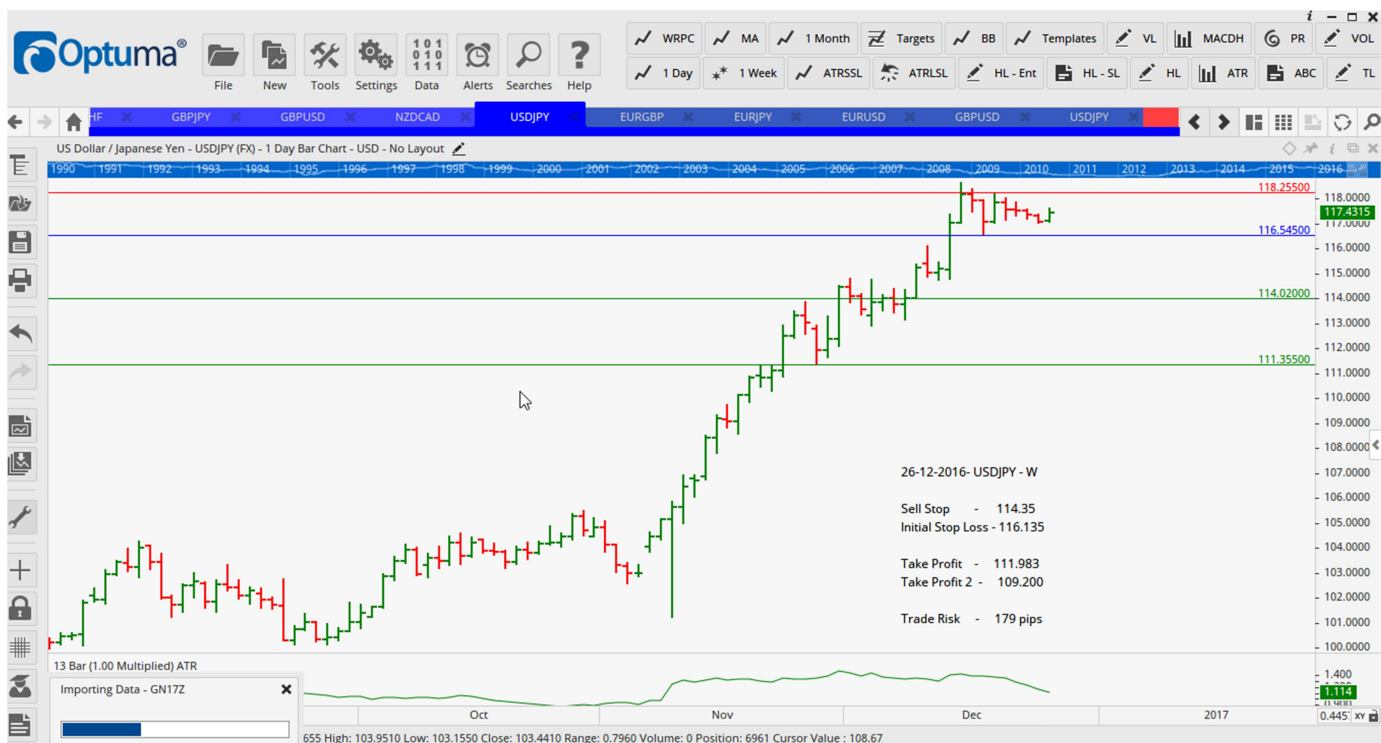 Optuma®
File
New
Tools
Settings
Data
Alerts
Searches
Help
101
010
111
WRPC MA 1 Month Targets BB Templates VL MACDH PR VOL
1 Day 1 Week ATRSSL ATRLSL HL - Ent HL - SL HL ATR ABC TL
HF GBPJPY GBPUSD NZDCAD USDJPY EURGBP EURJPY EURUSD GBPUSD USDJPY
US Dollar / Japanese Yen - USDJPY (FX) - 1 Day Bar Chart - USD - No Layout
1990 1991 1992 1993 1994 1995 1996 1997 1998 1999 2000 2001 2002 2003 2004 2005 2006 2007 2008 2009 2010 2011 2012 2013 2014 2015 2016
118.25500
118.0000
117.4315
117.0000
116.54500
116.0000
115.0000
114.02000
114.0000
113.0000
112.0000
111.35500
111.0000
110.0000
109.0000
108.0000
107.0000
106.0000
105.0000
104.0000
103.0000
102.0000
101.0000
100.0000
26-12-2016- USDJPY - W
Sell Stop - 114.35
Initial Stop Loss - 116.135
Take Profit - 111.983
Take Profit 2 - 109.200
Trade Risk - 179 pips
13 Bar (1.00 Multiplied) ATR
1.400
1.114
0.900
Importing Data - GN17Z
Oct Nov Dec 2017
0.445 XY
655 High: 103.9510 Low: 103.1550 Close: 103.4410 Range: 0.7960 Volume: 0 Position: 6961 Cursor Value : 108.67